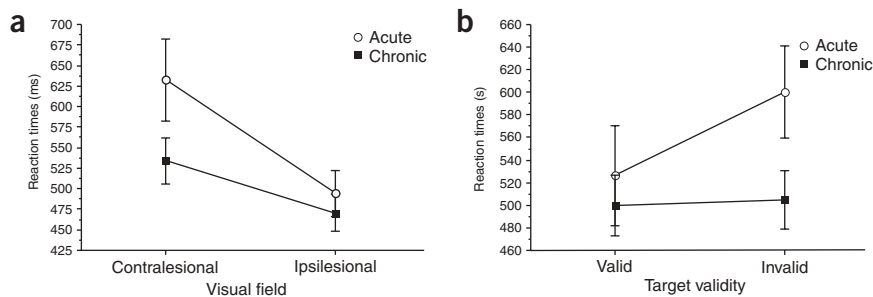 a
Reaction times (ms)
700
675
650
625
600
575
550
525
500
475
450
425
Acute
Chronic
Contralesional Ipsilesional
Visual field
b
Reaction times (s)
660
640
620
600
580
560
540
520
500
480
460
Acute
Chronic
Valid Invalid
Target validity